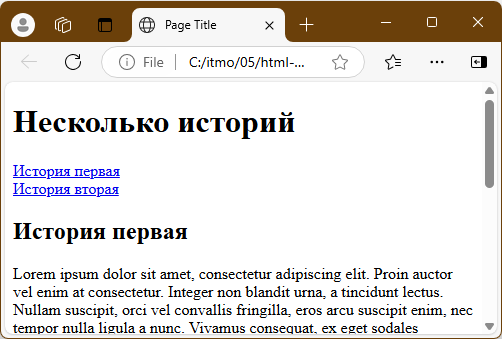 Page Title
File
C:/itmo/05/html-...
Несколько историй
История первая
История вторая
История первая
Lorem ipsum dolor sit amet, consectetur adipiscing elit. Proin auctor
vel enim at consectetur. Integer non blandit urna, a tincidunt lectus.
Nullam suscipit, orci vel convallis fringilla, eros arcu suscipit enim, nec
tempor nulla ligula a nunc. Vivamus consequat, ex eget sodales